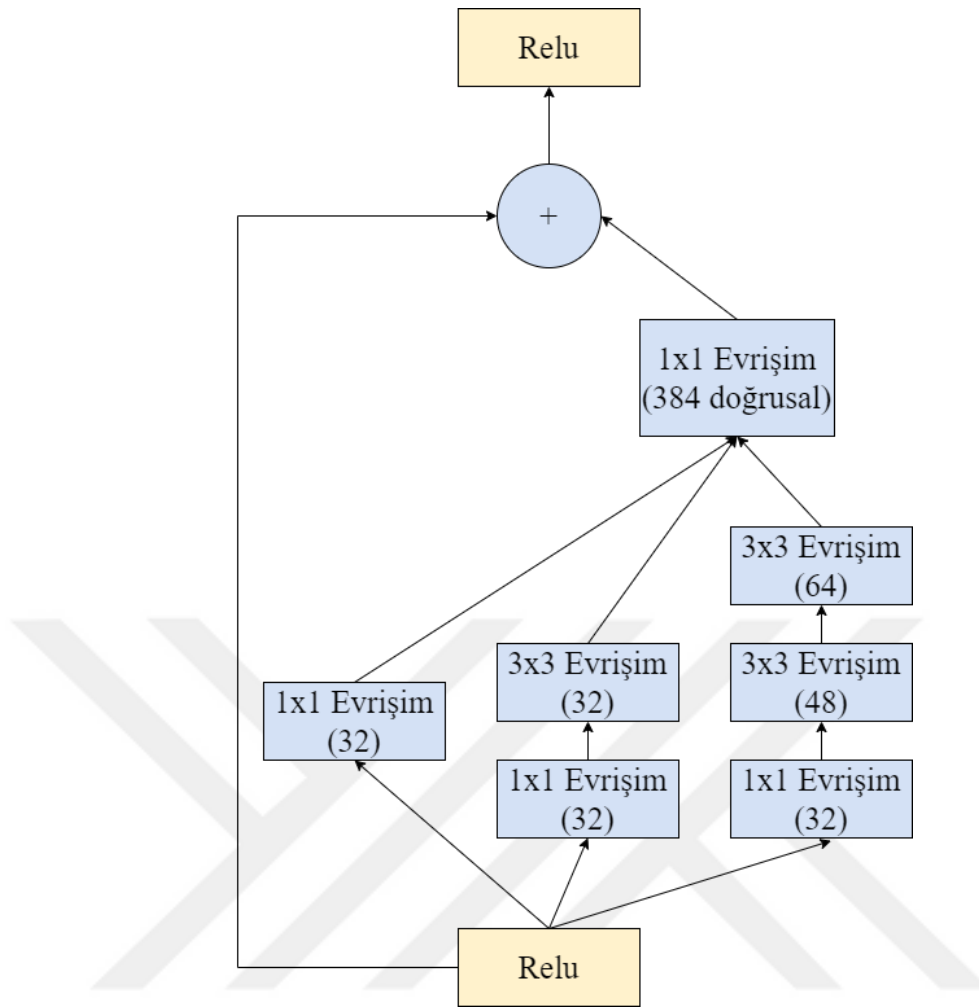 Relu
+
1x1 Evrişim
(384 doğrusal)
3x3 Evrişim
(64)
3x3 Evrişim
(32)
3x3 Evrişim
(48)
1x1 Evrişim
(32)
1x1 Evrişim
(32)
1x1 Evrişim
(32)
Relu